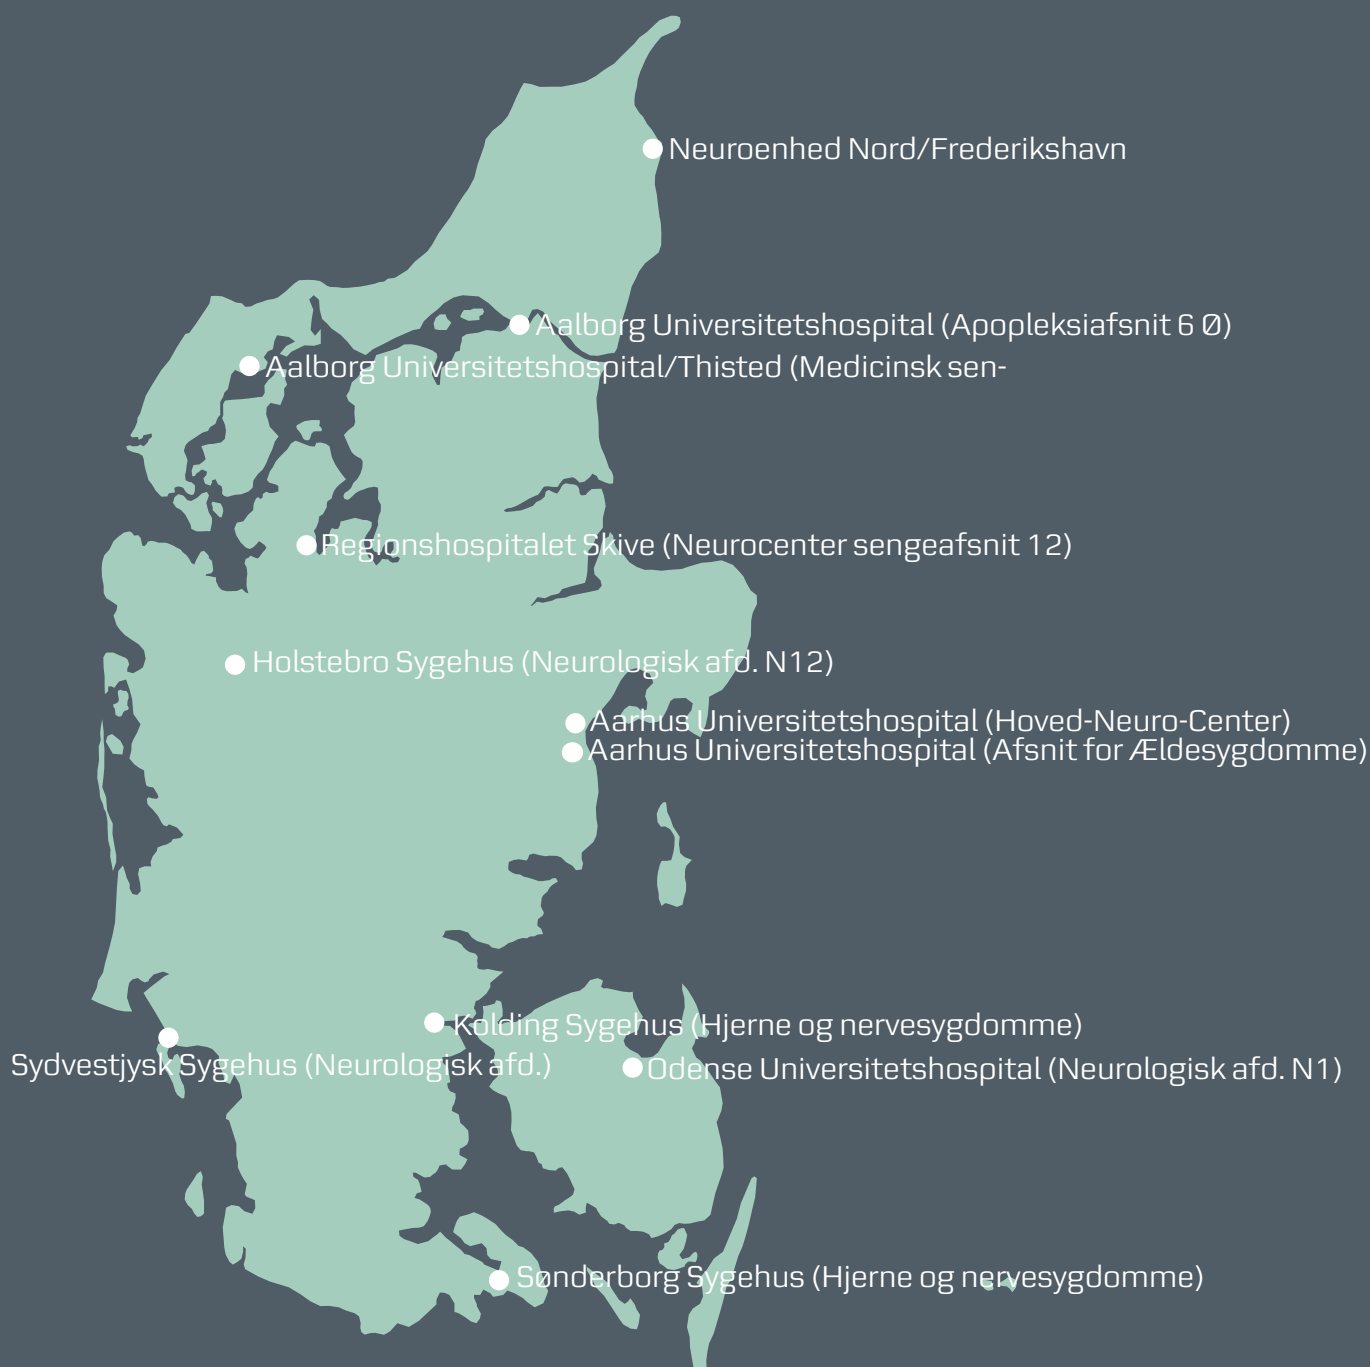 Neuroenhed Nord/Frederikshavn
Aalborg Universitetshospital (Apopleksiafsnit 6 Ø)
Aalborg Universitetshospital/Thisted (Medicinsk sen-
Regionshospitalet Skive (Neurocenter sengeafsnit 12)
Holstebro Sygehus (Neurologisk afd. N12)
Aarhus Universitetshospital (Hoved-Neuro-Center)
Aarhus Universitetshospital (Afsnit for Ældesygdomme)
Kolding Sygehus (Hjerne og nervesygdomme)
Sydvestjysk Sygehus (Neurologisk afd.)
Odense Universitetshospital (Neurologisk afd. N1)
Sønderborg Sygehus (Hjerne og nervesygdomme)